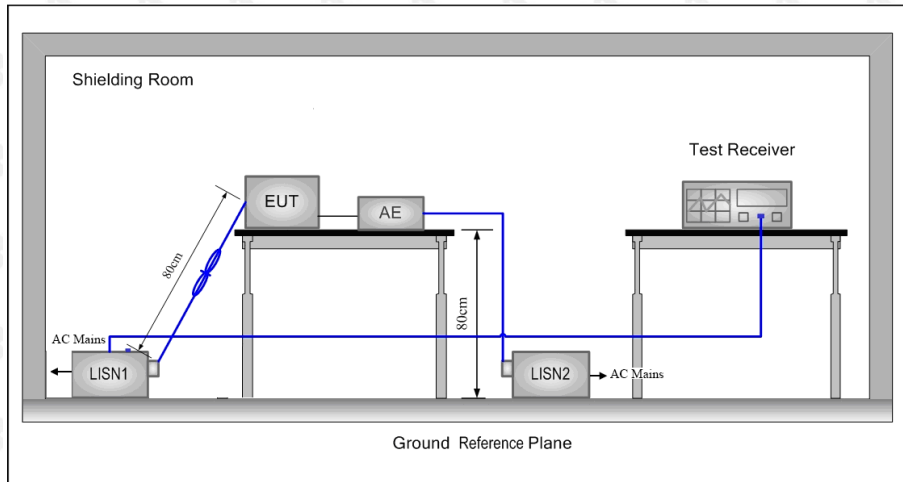 Shielding Room
Test Receiver
EUT
AE
80cm
80cm
AC Mains
LISN1
LISN2
AC Mains
Ground Reference Plane